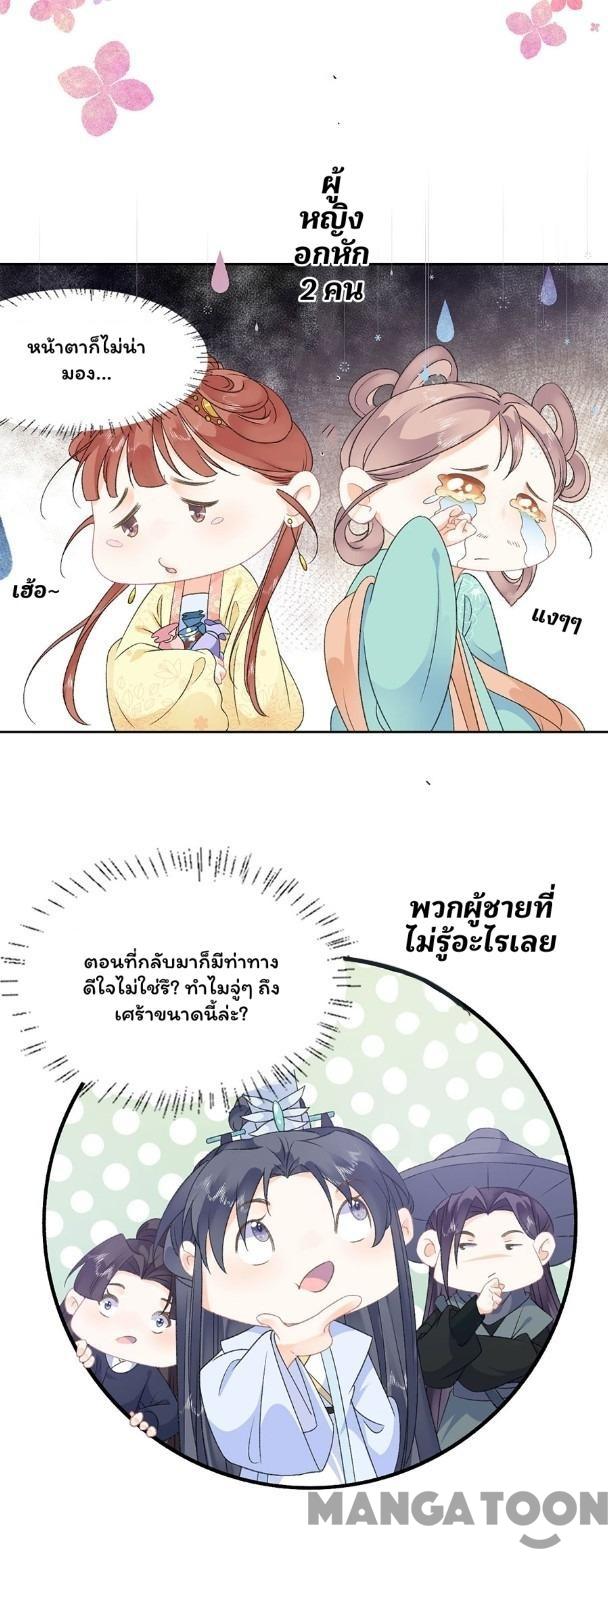 ผู้
หญิง
อกหัก
2 คน
หน้าตาก็ไม่น่า
มอง...
เฮ้อ~
แงๆๆ
พวกผู้ชายที่
ไม่รู้อะไรเลย
ตอนที่กลับมาก็มีท่าทาง
ดีใจไม่ใช่รึ? ทำไมจู่ๆ ถึง
เศร้าขนาดนี้ล่ะ?
MANGATOON